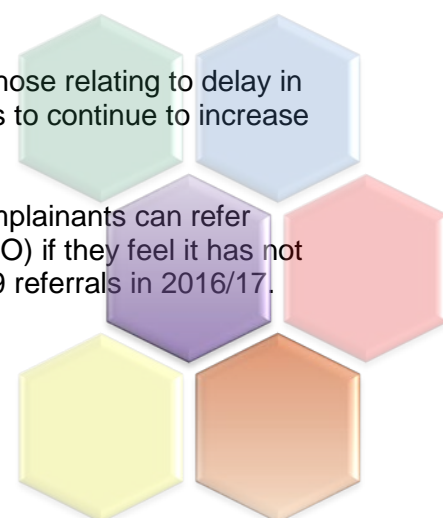 hose relating to delay in
s to continue to increase
nplainants can refer
O) if they feel it has not
9 referrals in 2016/17.